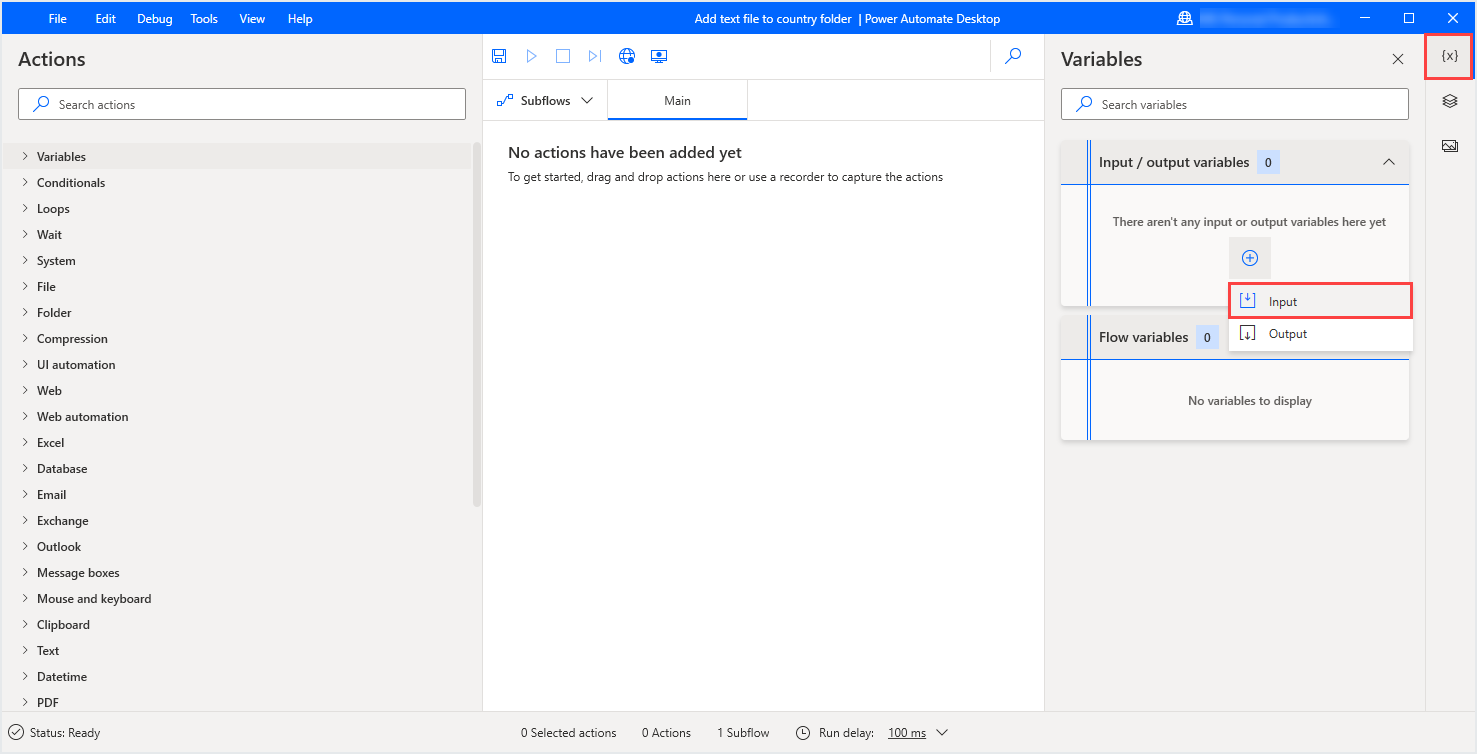 File Edit Debug Tools View Help
Add text file to country folder | Power Automate Desktop
Actions
Search actions
Variables
Conditionals
Loops
Wait
System
File
Folder
Compression
UI automation
Web
Web automation
Excel
Database
Email
Exchange
Outlook
Message boxes
Mouse and keyboard
Clipboard
Text
Datetime
PDF
Subflows
Main
No actions have been added yet
To get started, drag and drop actions here or use a recorder to capture the actions
Variables
{x}
Search variables
Input / output variables 0
There aren't any input or output variables here yet
Input
Output
Flow variables 0
No variables to display
Status: Ready
0 Selected actions 0 Actions 1 Subflow Run delay: 100 ms